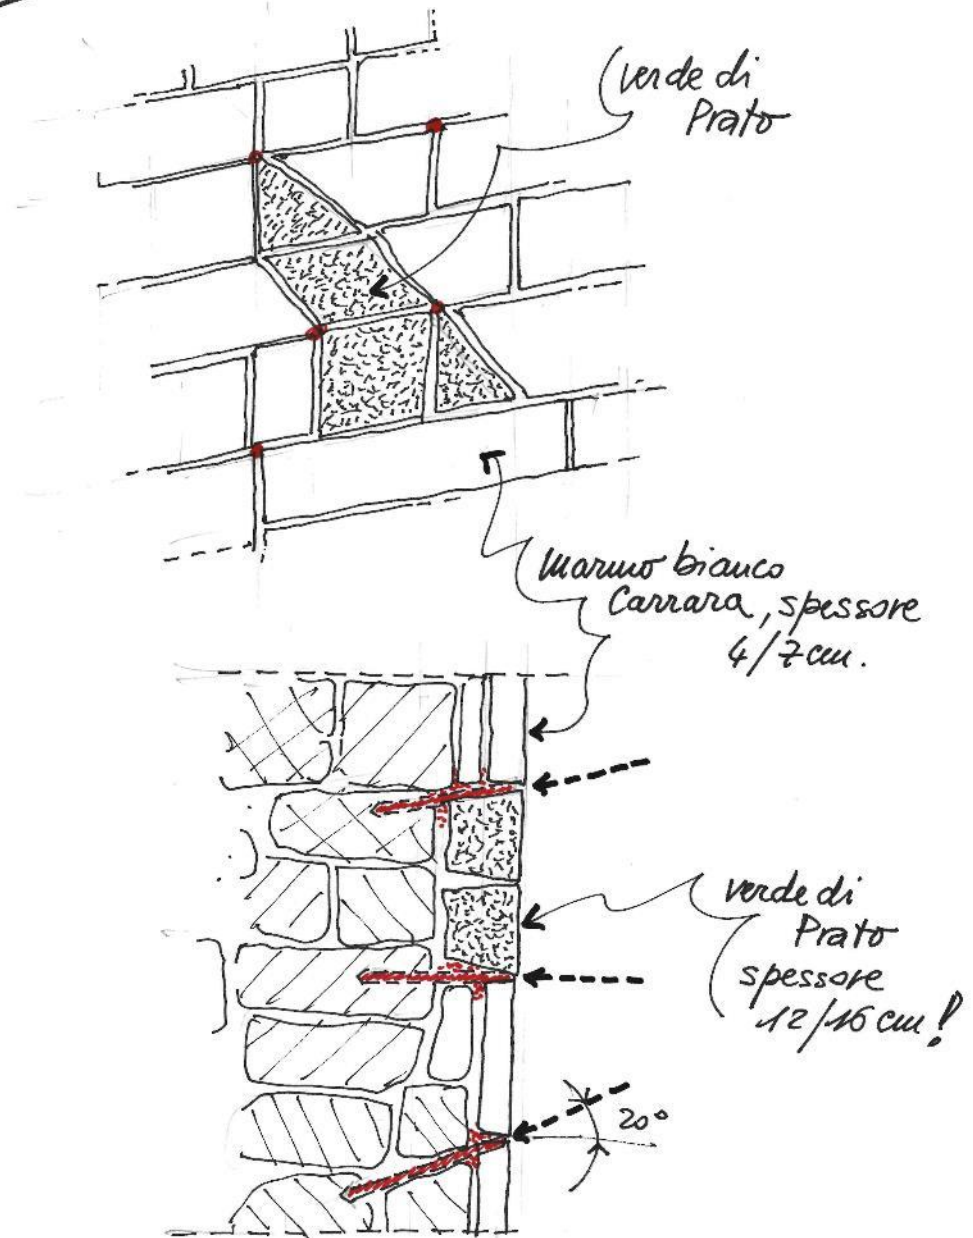 verde di
Prato
Marmo bianco
Carrara, spessore
4/7 cm.
verde di
Prato
spessore
12/16 cm!
20°